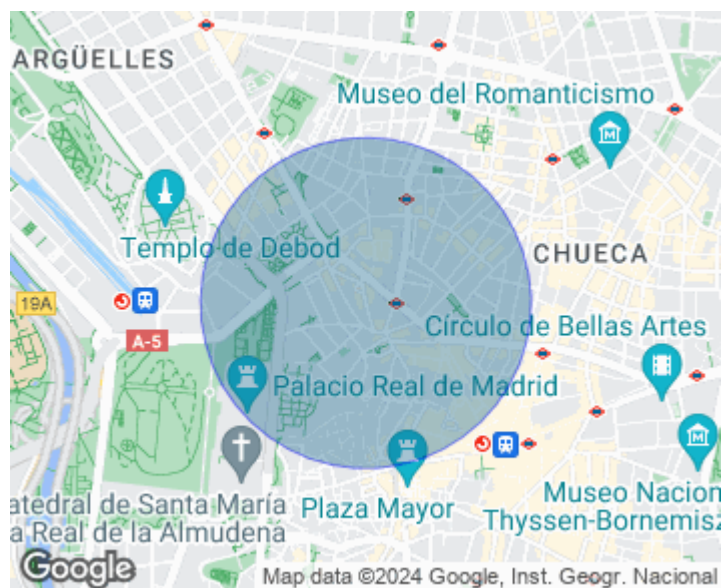 ARGÜELLES
Museo del Romanticismo
Templo de Debod
CHUECA
19A
A-5
Círculo de Bellas Artes
Palacio Real de Madrid
atedral de Santa María
a Real de la Almudena
Plaza Mayor
Museo Nacion
Thyssen-Bornemisz
Google
Map data ©2024 Google, Inst. Geogr. Nacional